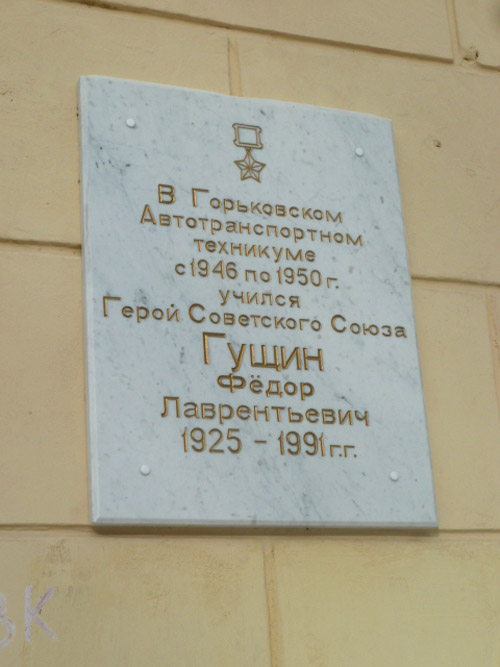 В Горьковском
Автотранспортном
техникуме
с 1946 по 1950 г.
учился
Герой Советского Союза
Гущин
Фёдор
Лаврентьевич
1925 – 1991 г.г.